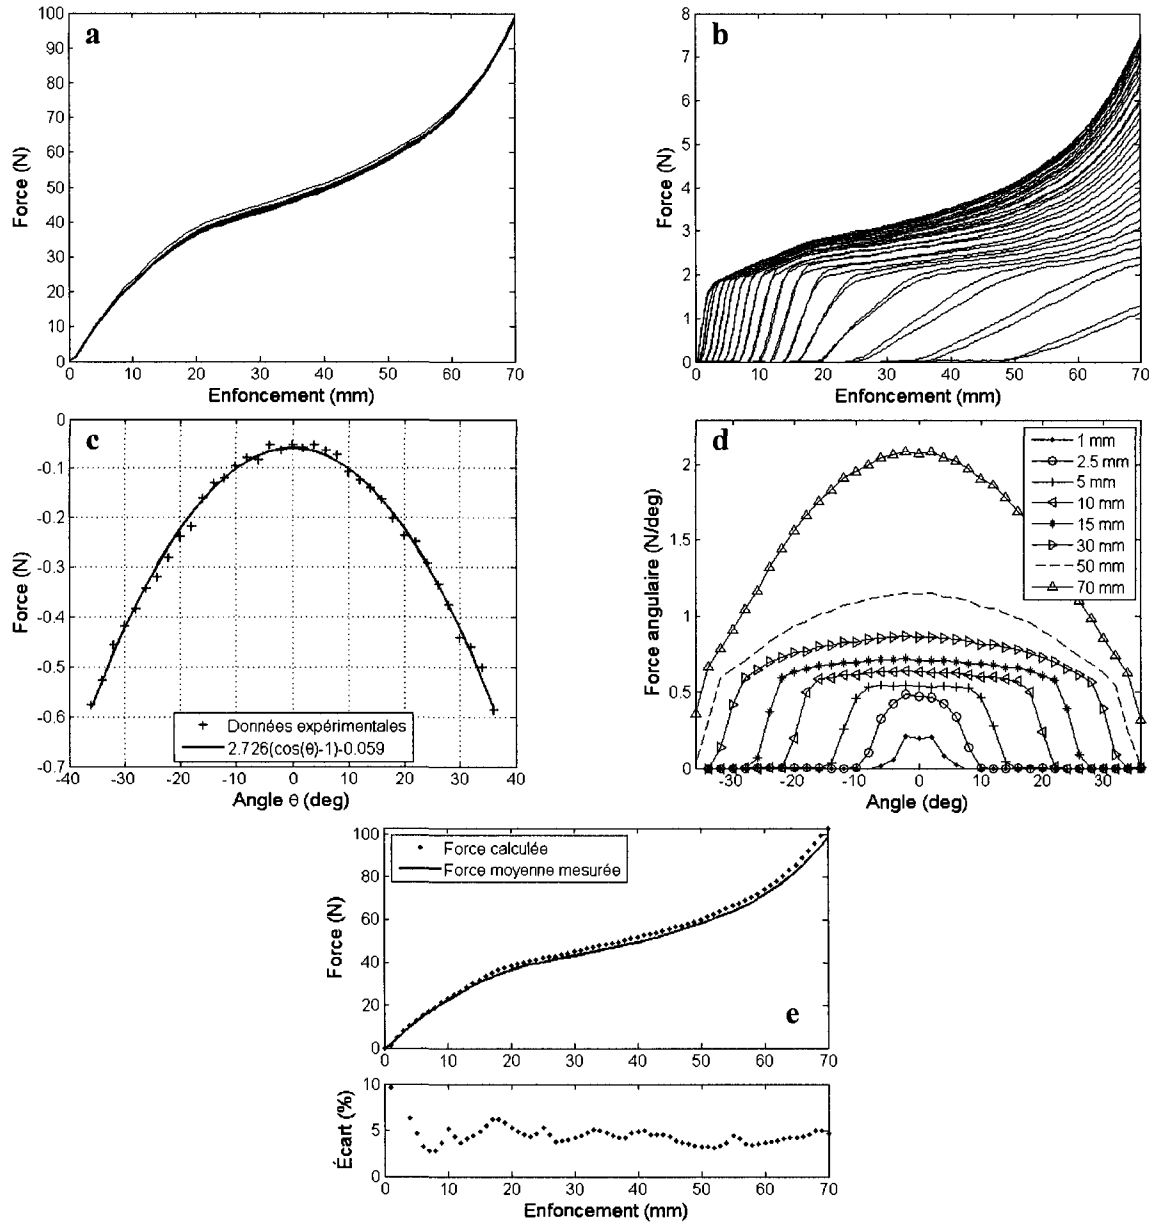 a
Force (N)
100
90
80
70
60
50
40
30
20
10
0
0 10 20 30 40 50 60 70
Enfoncement (mm)
b
Force (N)
8
7
6
5
4
3
2
1
0
0 10 20 30 40 50 60 70
Enfoncement (mm)
c
Force (N)
0
-0.1
-0.2
-0.3
-0.4
-0.5
-0.6
-0.7
Données expérimentales
2.726(cos(θ)-1)-0.059
-40 -30 -20 -10 0 10 20 30 40
Angle θ (deg)
d
Force angulaire (N/deg)
2
1.5
1
0.5
0
1 mm
2.5 mm
5 mm
10 mm
15 mm
30 mm
50 mm
70 mm
-30 -20 -10 0 10 20 30
Angle (deg)
Force calculée
Force moyenne mesurée
Force (N)
100
80
60
40
20
0
e
0 10 20 30 40 50 60 70
Écart (%)
10
5
0
0 10 20 30 40 50 60 70
Enfoncement (mm)